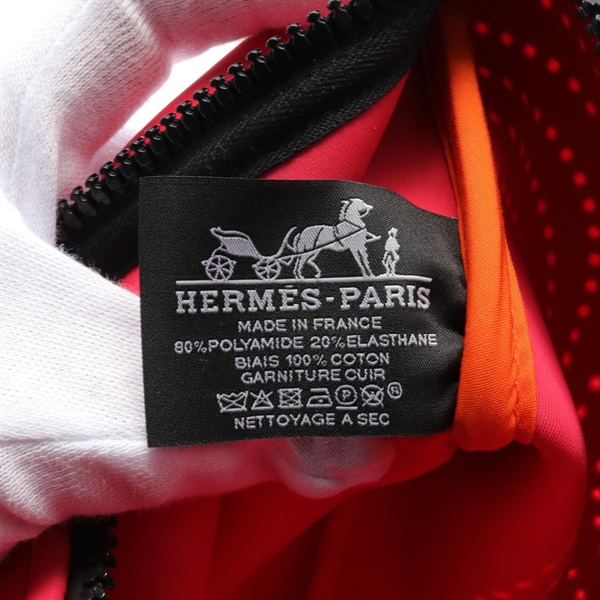 HERMÈS-PARIS
MADE IN FRANCE
80%POLYAMIDE 20%ELASTHANE
BIAIS 100% COTON
GARNITURE CUIR
P ®
NETTOYAGE A SEC